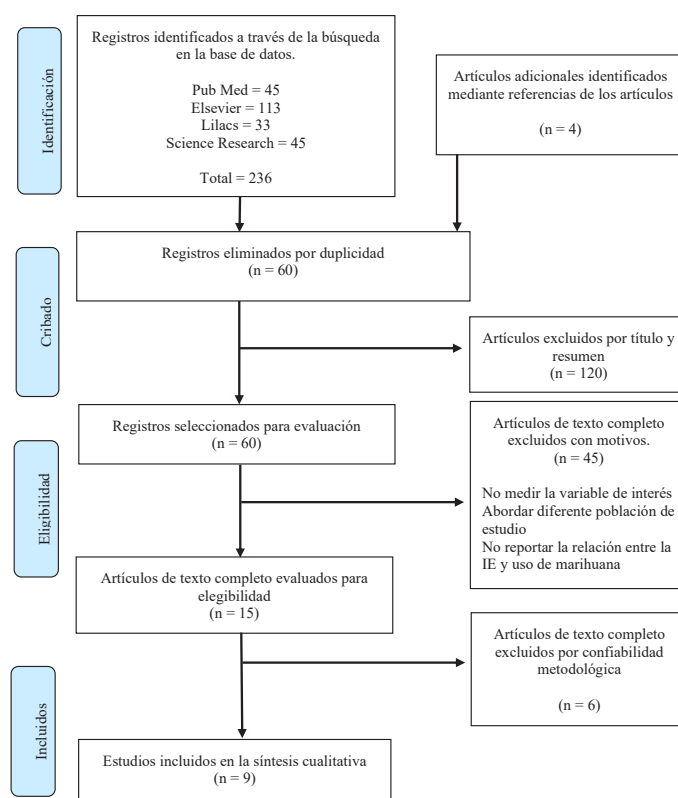 Identificación
Registros identificados a través de la búsqueda
en la base de datos.
Pub Med = 45
Elsevier = 113
Lilacs = 33
Science Research = 45
Total = 236
Artículos adicionales identificados
mediante referencias de los artículos
(n = 4)
Cribado
Registros eliminados por duplicidad
(n = 60)
Artículos excluidos por título y
resumen
(n = 120)
Eligibilidad
Registros seleccionados para evaluación
(n = 60)
Artículos de texto completo
excluidos con motivos.
(n = 45)
No medir la variable de interés
Abordar diferente población de
estudio
No reportar la relación entre la
IE y uso de marihuana
Artículos de texto completo evaluados para
elegibilidad
(n = 15)
Artículos de texto completo
excluidos por confiabilidad
metodológica
(n = 6)
Incluidos
Estudios incluidos en la síntesis cualitativa
(n = 9)